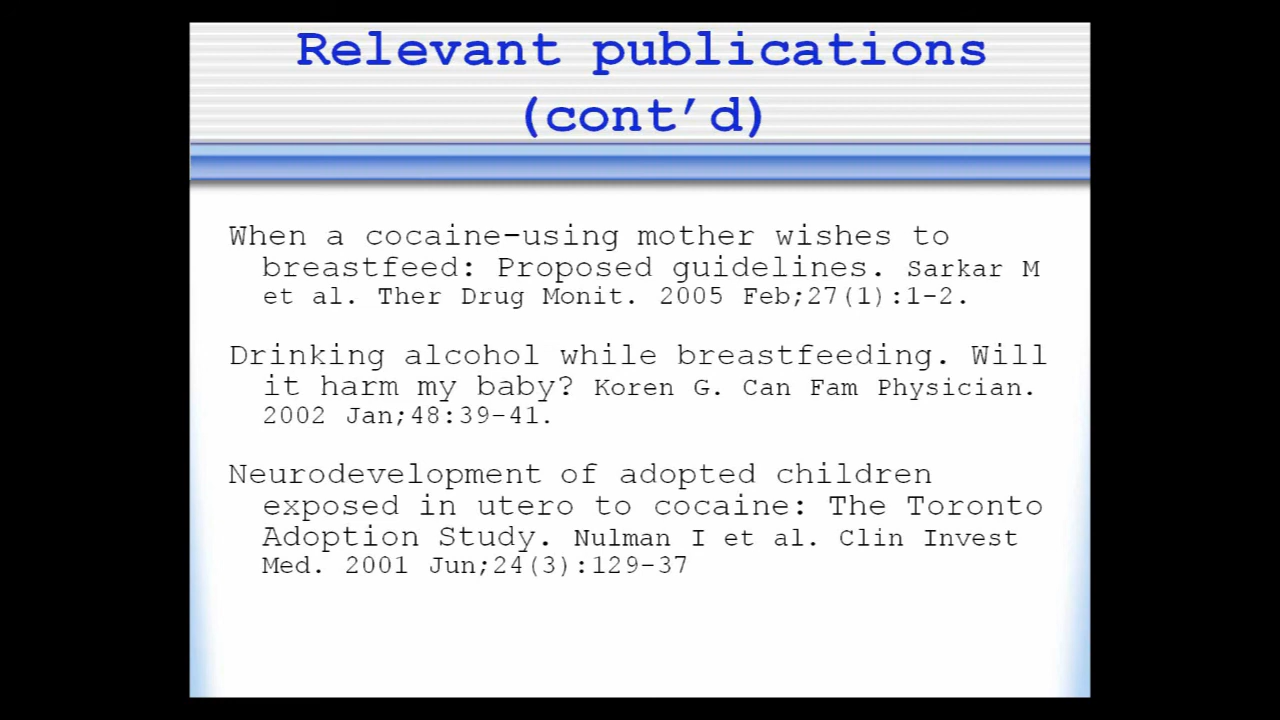 Relevant publications
(cont’d)
When a cocaine-using mother wishes to
breastfeed: Proposed guidelines. Sarkar M
et al. Ther Drug Monit. 2005 Feb;27(1):1-2.
Drinking alcohol while breastfeeding. Will
it harm my baby? Koren G. Can Fam Physician.
2002 Jan;48:39-41.
Neurodevelopment of adopted children
exposed in utero to cocaine: The Toronto
Adoption Study. Nulman I et al. Clin Invest
Med. 2001 Jun;24(3):129-37